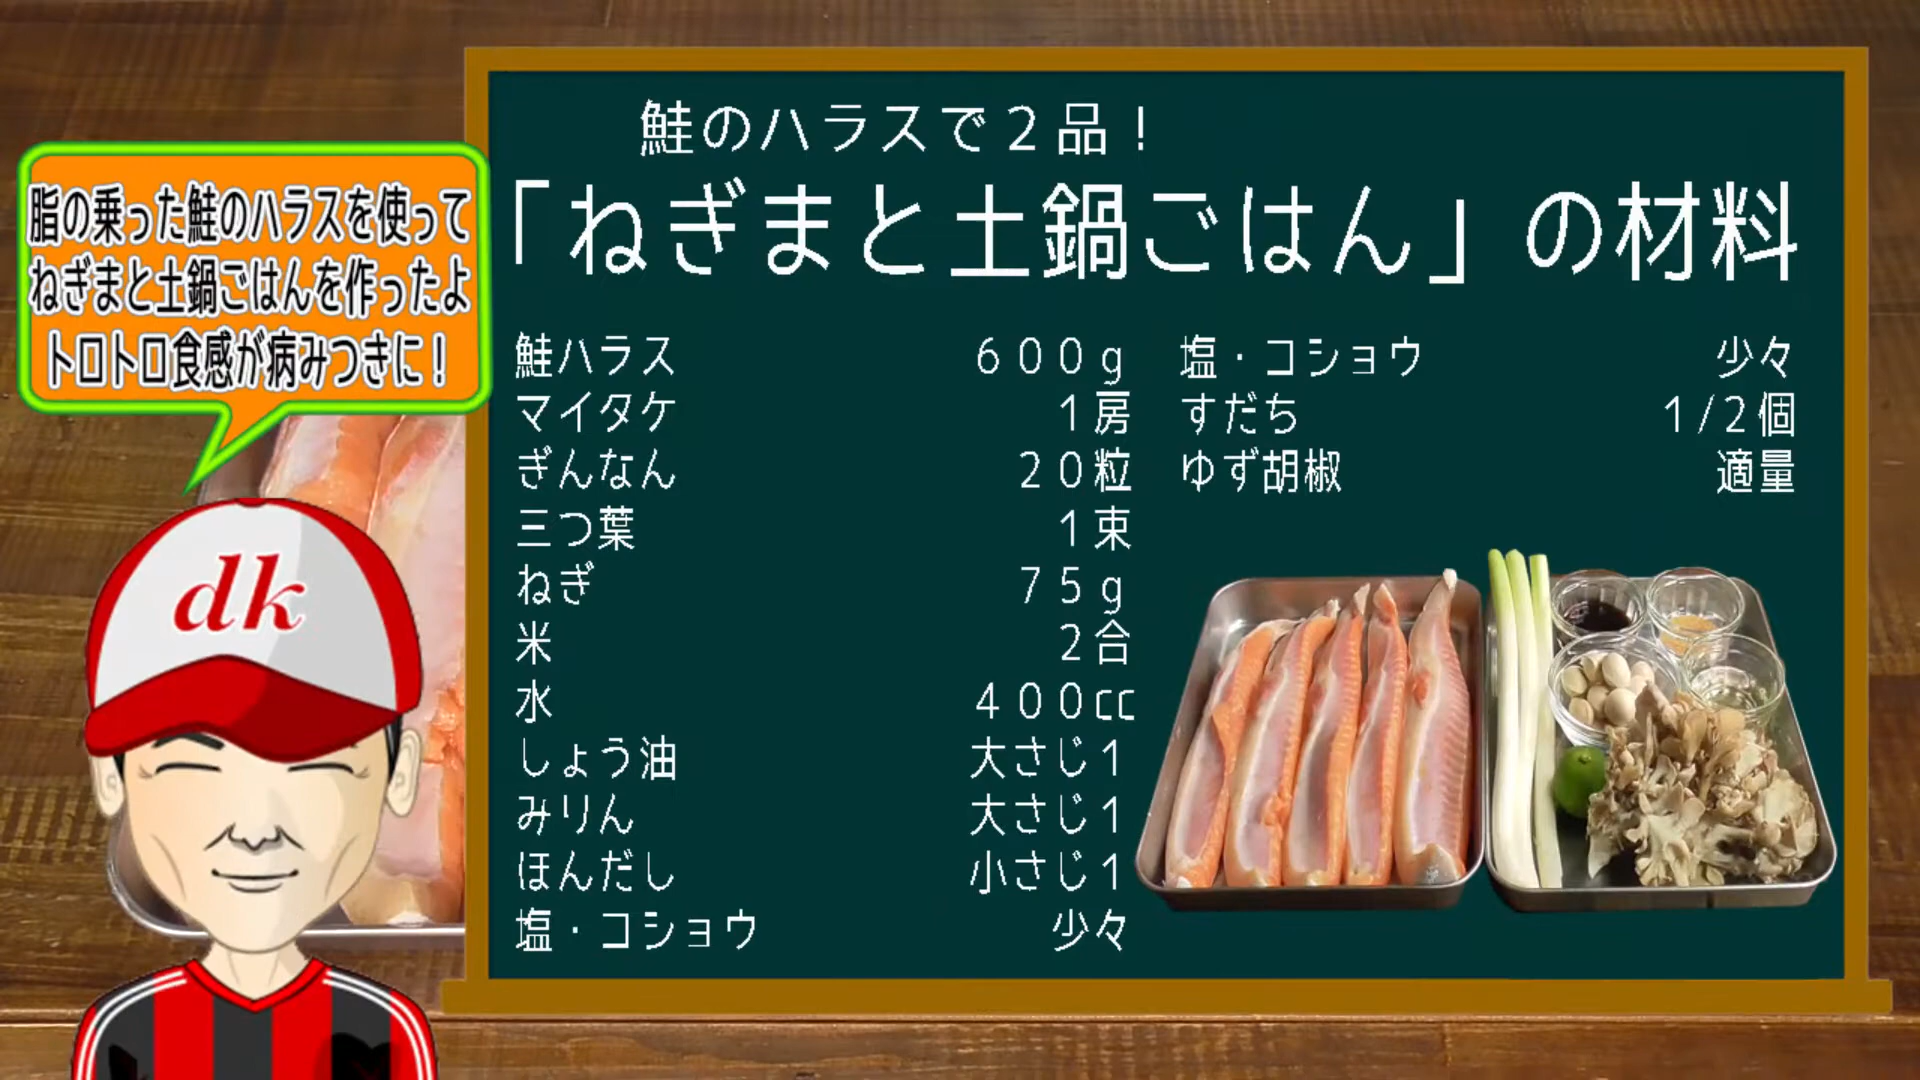 鮭のハラスで２品！
「ねぎまと土鍋ごはん」の材料
脂の乗った鮭のハラスを使って
ねぎまと土鍋ごはんを作ったよ
トロトロ食感が病みつきに！
鮭ハラス ６００g
マイタケ １房
ぎんなん ２０粒
三つ葉 １束
ねぎ ７５g
米 ２合
水 ４００cc
しょう油 大さじ１
みりん 大さじ１
ほんだし 小さじ１
塩・コショウ 少々
塩・コショウ 少々
すだち １/２個
ゆず胡椒 適量
dk